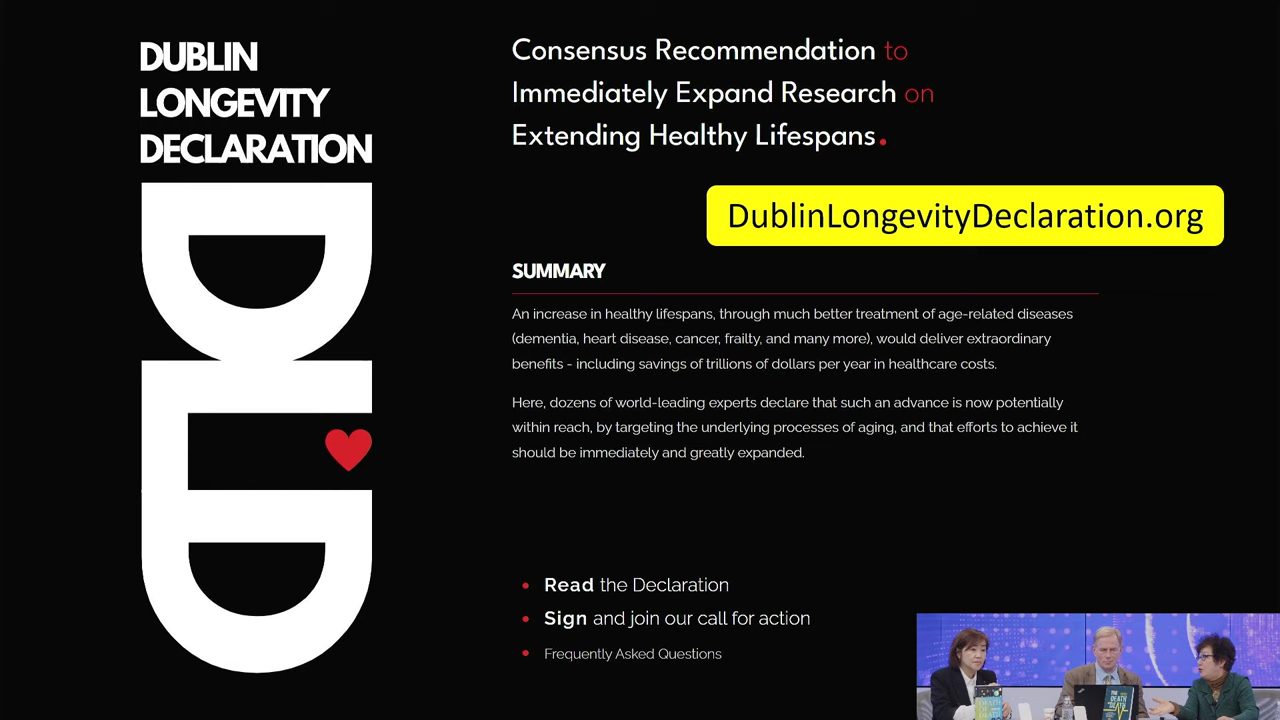 DUBLIN
LONGEVITY
DECLARATION
DLD
Consensus Recommendation to
Immediately Expand Research on
Extending Healthy Lifespans.
DublinLongevityDeclaration.org
SUMMARY
An increase in healthy lifespans, through much better treatment of age-related diseases
(dementia, heart disease, cancer, frailty, and many more), would deliver extraordinary
benefits - including savings of trillions of dollars per year in healthcare costs.
Here, dozens of world-leading experts declare that such an advance is now potentially
within reach, by targeting the underlying processes of aging, and that efforts to achieve it
should be immediately and greatly expanded.
Read the Declaration
Sign and join our call for action
Frequently Asked Questions
THE
DEATH
DEATH